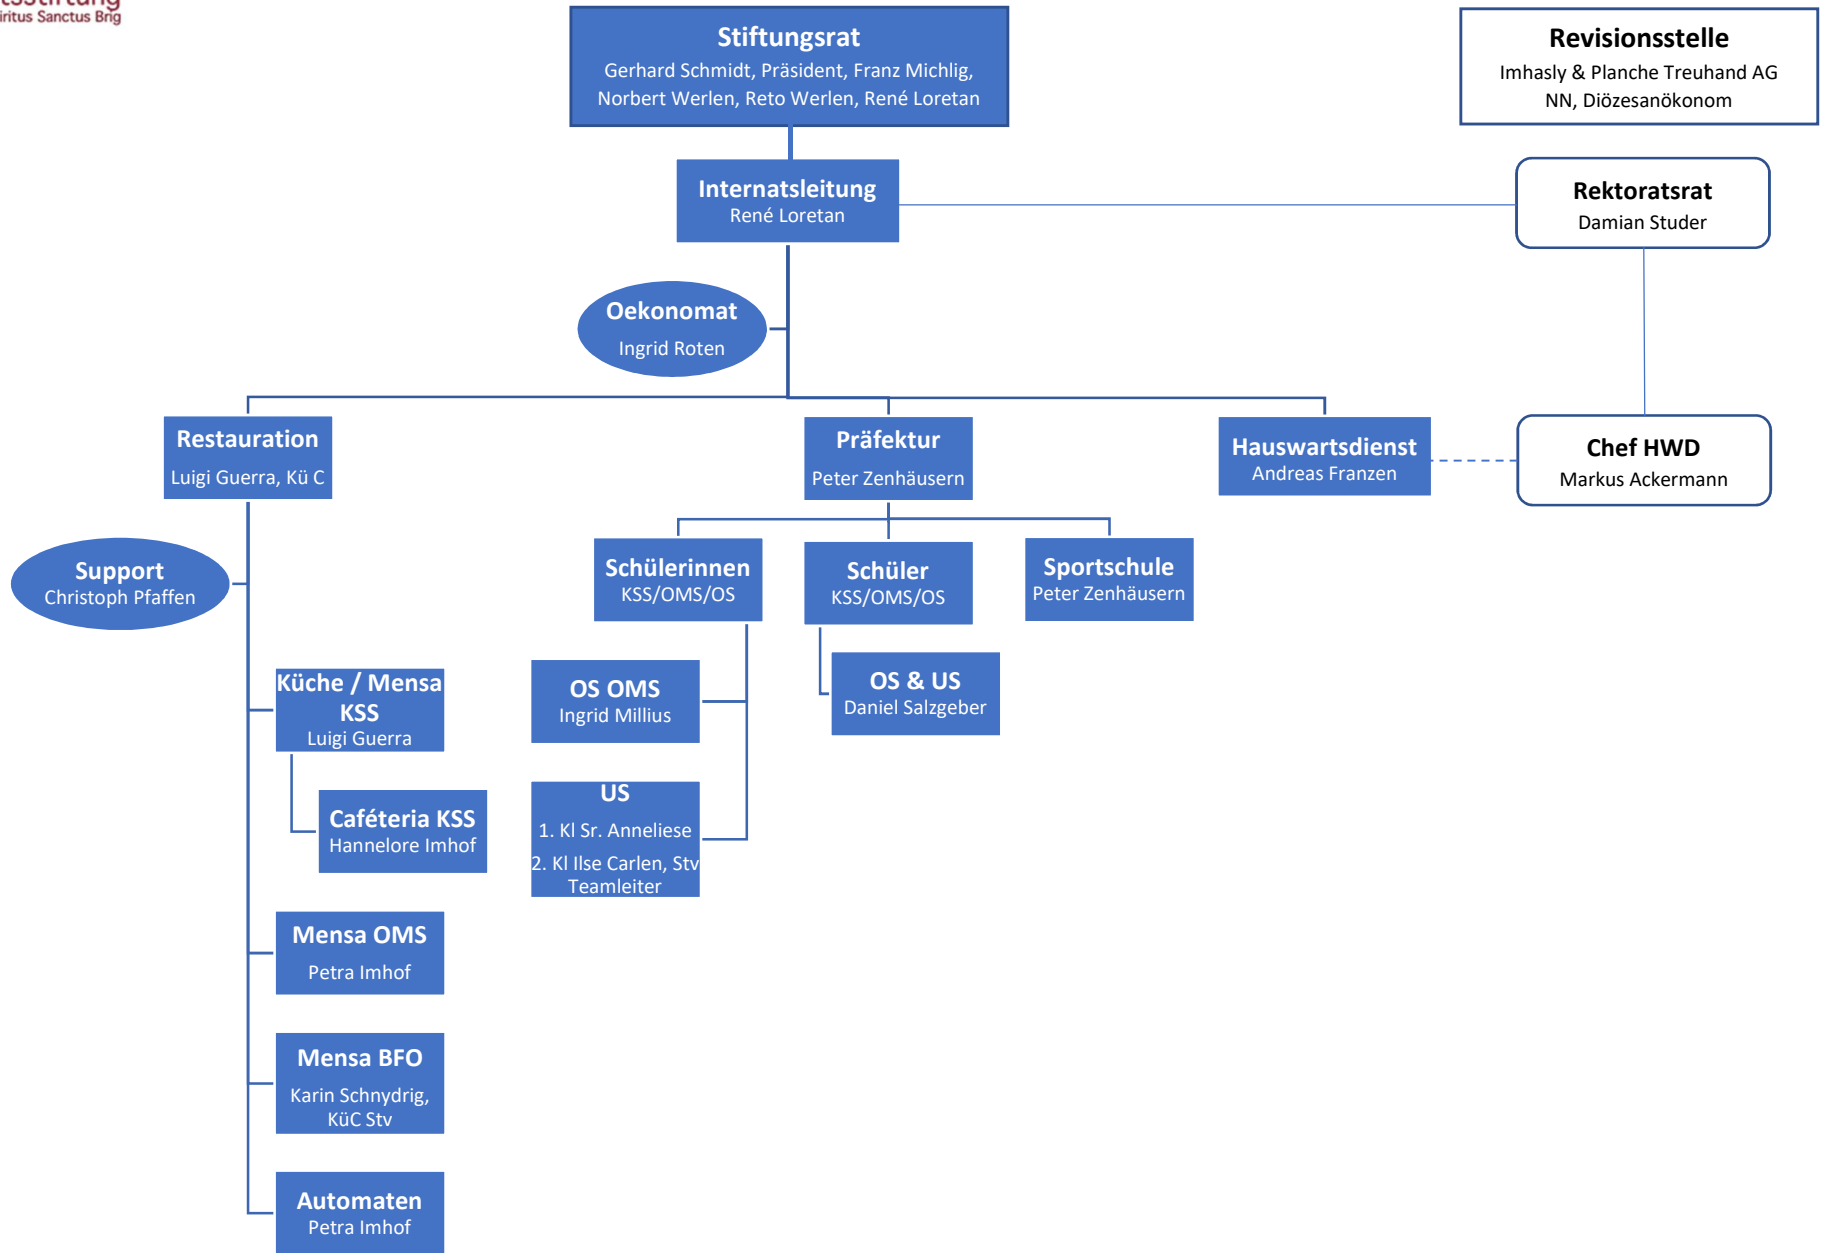 Spiritus Sanctus Brig
Stiftungsrat
Gerhard Schmidt, Präsident, Franz Michlig,
Norbert Werlen, Reto Werlen, René Loretan
Revisionsstelle
Imhasly & Planche Treuhand AG
NN, Diözesanökonom
Internatsleitung
René Loretan
Rektoratsrat
Damian Studer
Oekonomat
Ingrid Roten
Restauration
Luigi Guerra, Kü C
Präfektur
Peter Zenhäusern
Hauswartsdienst
Andreas Franzen
Chef HWD
Markus Ackermann
Support
Christoph Pfaffen
Schülerinnen
KSS/OMS/OS
Schüler
KSS/OMS/OS
Sportschule
Peter Zenhäusern
Küche / Mensa
KSS
Luigi Guerra
OS OMS
Ingrid Millius
OS & US
Daniel Salzgeber
Caféteria KSS
Hannelore Imhof
US
1. Kl Sr. Anneliese
2. Kl Ilse Carlen, Stv
Teamleiter
Mensa OMS
Petra Imhof
Mensa BFO
Karin Schnydrig,
KüC Stv
Automaten
Petra Imhof